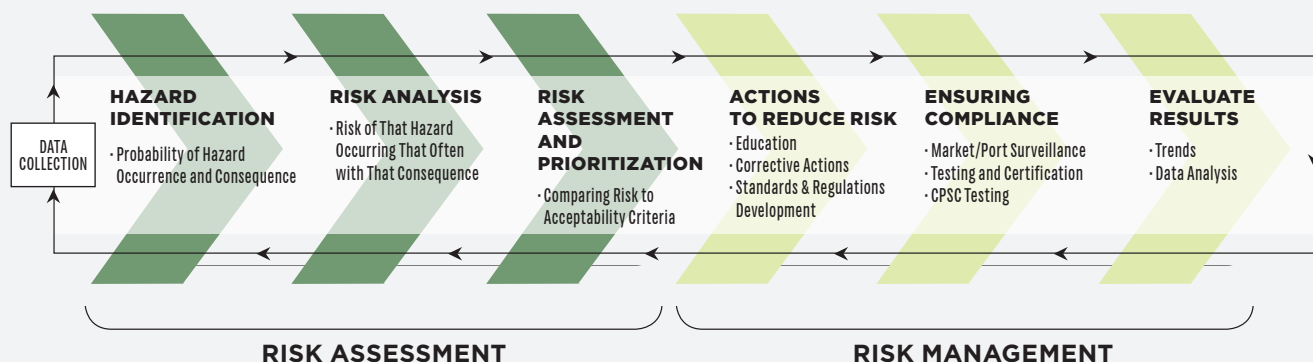 DATA
COLLECTION
HAZARD
IDENTIFICATION
· Probability of Hazard
Occurrence and Consequence
RISK ANALYSIS
· Risk of That Hazard
Occurring That Often
with That Consequence
RISK
ASSESSMENT
AND
PRIORITIZATION
· Comparing Risk to
Acceptability Criteria
ACTIONS
TO REDUCE RISK
· Education
· Corrective Actions
· Standards & Regulations
Development
ENSURING
COMPLIANCE
· Market/Port Surveillance
· Testing and Certification
· CPSC Testing
EVALUATE
RESULTS
· Trends
· Data Analysis
RISK ASSESSMENT
RISK MANAGEMENT